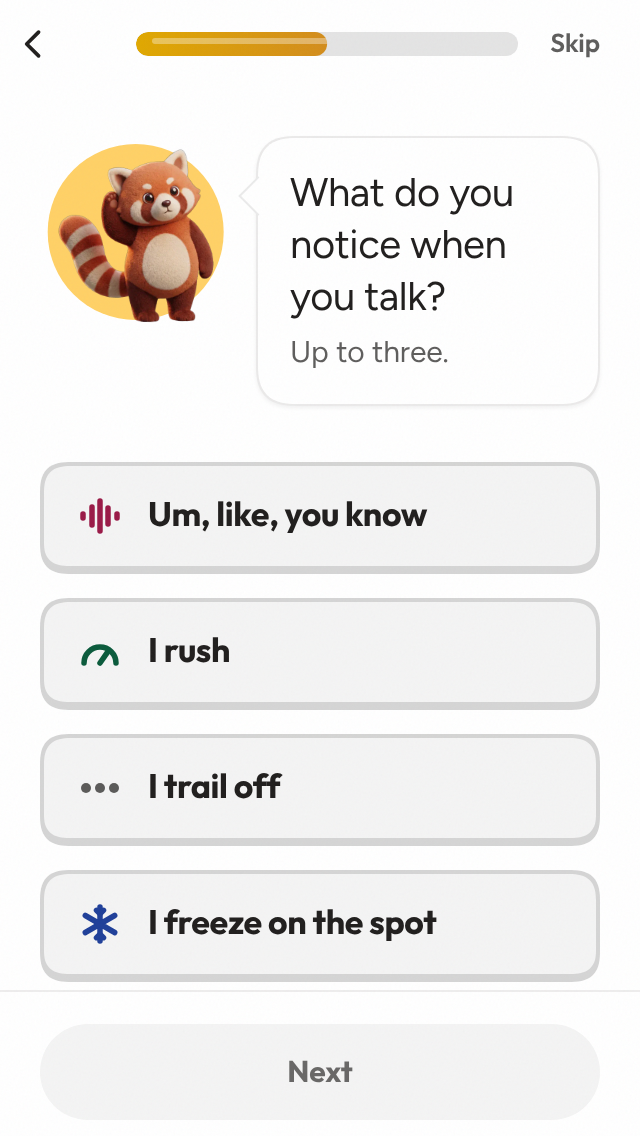 Skip
What do you
notice when
you talk?
Up to three.
Um, like, you know
I rush
I trail off
I freeze on the spot
Next